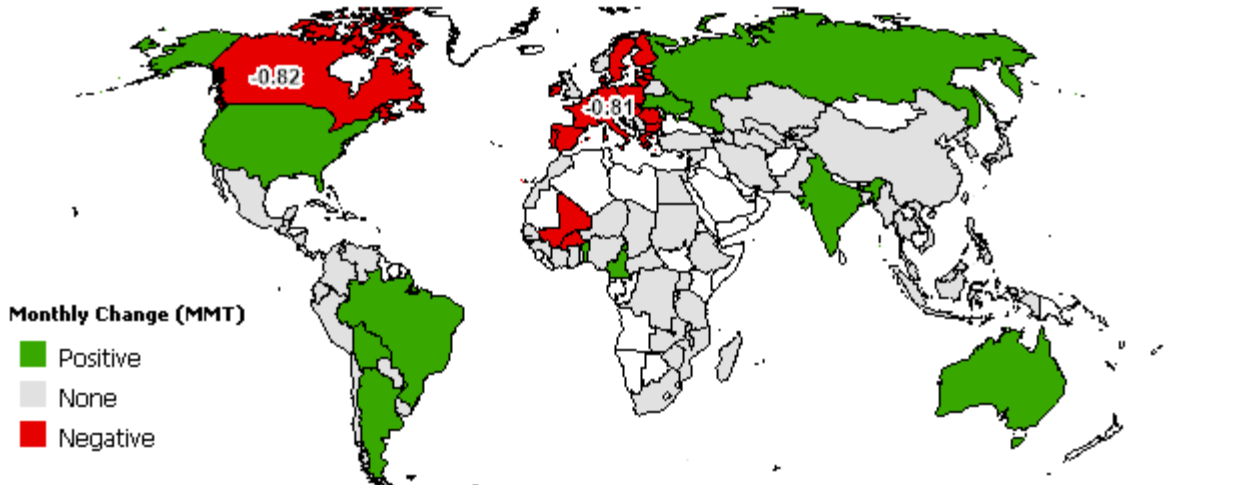 -0.82
-0.81
Monthly Change (MMT)
Positive
None
Negative